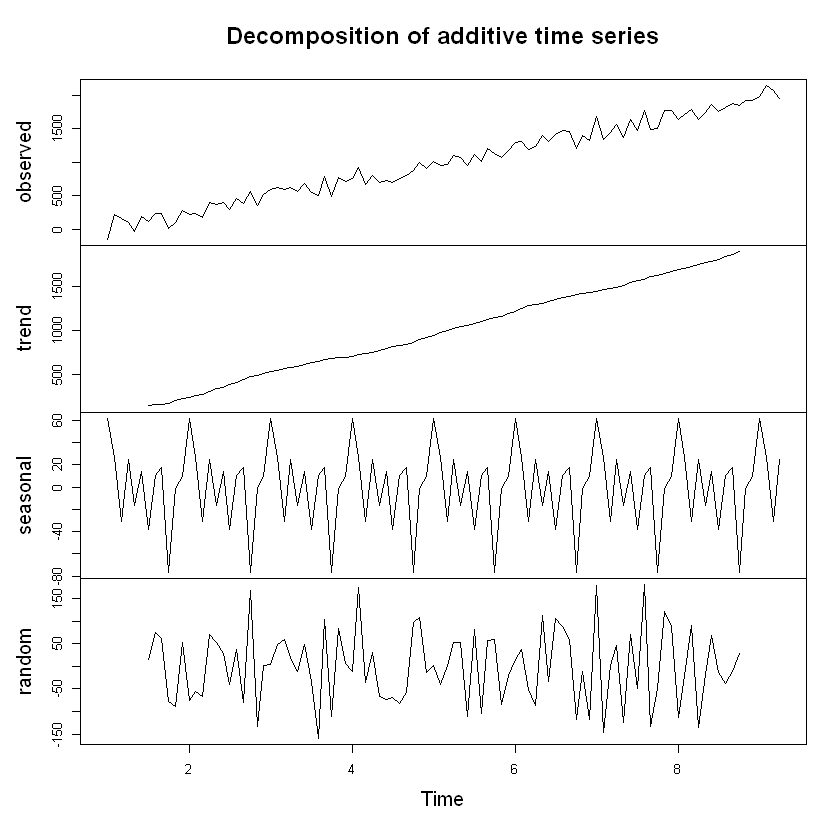 Decomposition of additive time series
observed
0 500 1500
trend
500 1000 1500
seasonal
-80 -40 0 20 60
random
-150 -50 50 150
2 4 6 8
Time